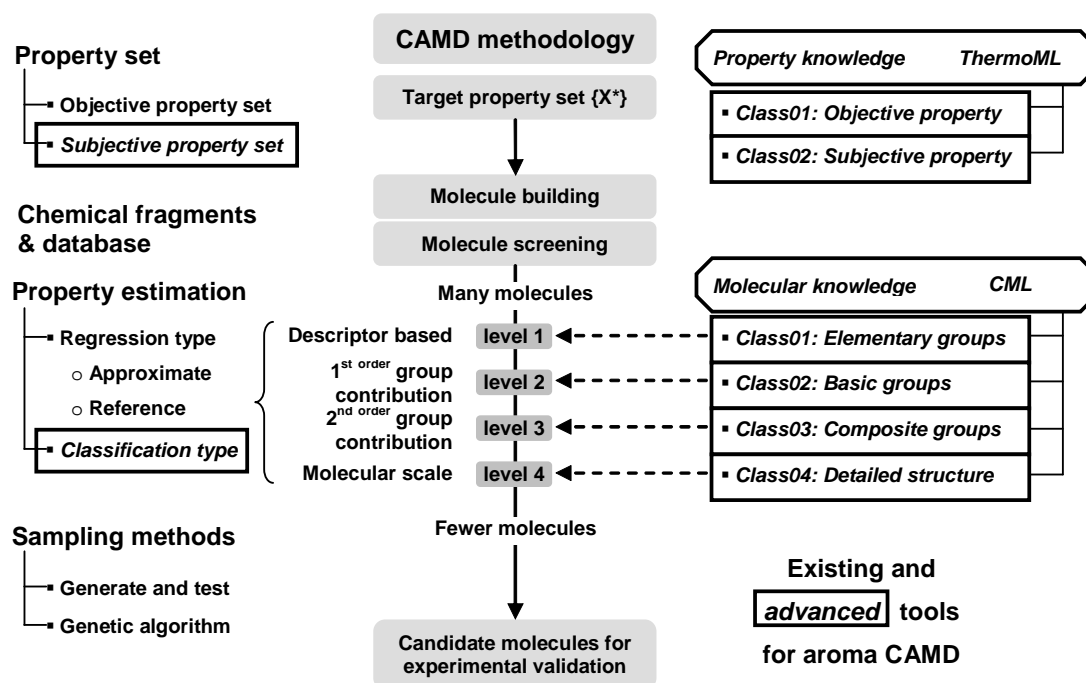 Property set
▪ Objective property set
▪ Subjective property set
Chemical fragments
& database
Property estimation
▪ Regression type
o Approximate
o Reference
▪ Classification type
Sampling methods
▪ Generate and test
▪ Genetic algorithm
CAMD methodology
Target property set {X*}
Molecule building
Molecule screening
Many molecules
Descriptor based
level 1
1st order group
contribution
level 2
2nd order group
contribution
level 3
Molecular scale
level 4
Fewer molecules
Candidate molecules for
experimental validation
Property knowledge ThermoML
▪ Class01: Objective property
▪ Class02: Subjective property
Molecular knowledge CML
▪ Class01: Elementary groups
▪ Class02: Basic groups
▪ Class03: Composite groups
▪ Class04: Detailed structure
Existing and
advanced tools
for aroma CAMD